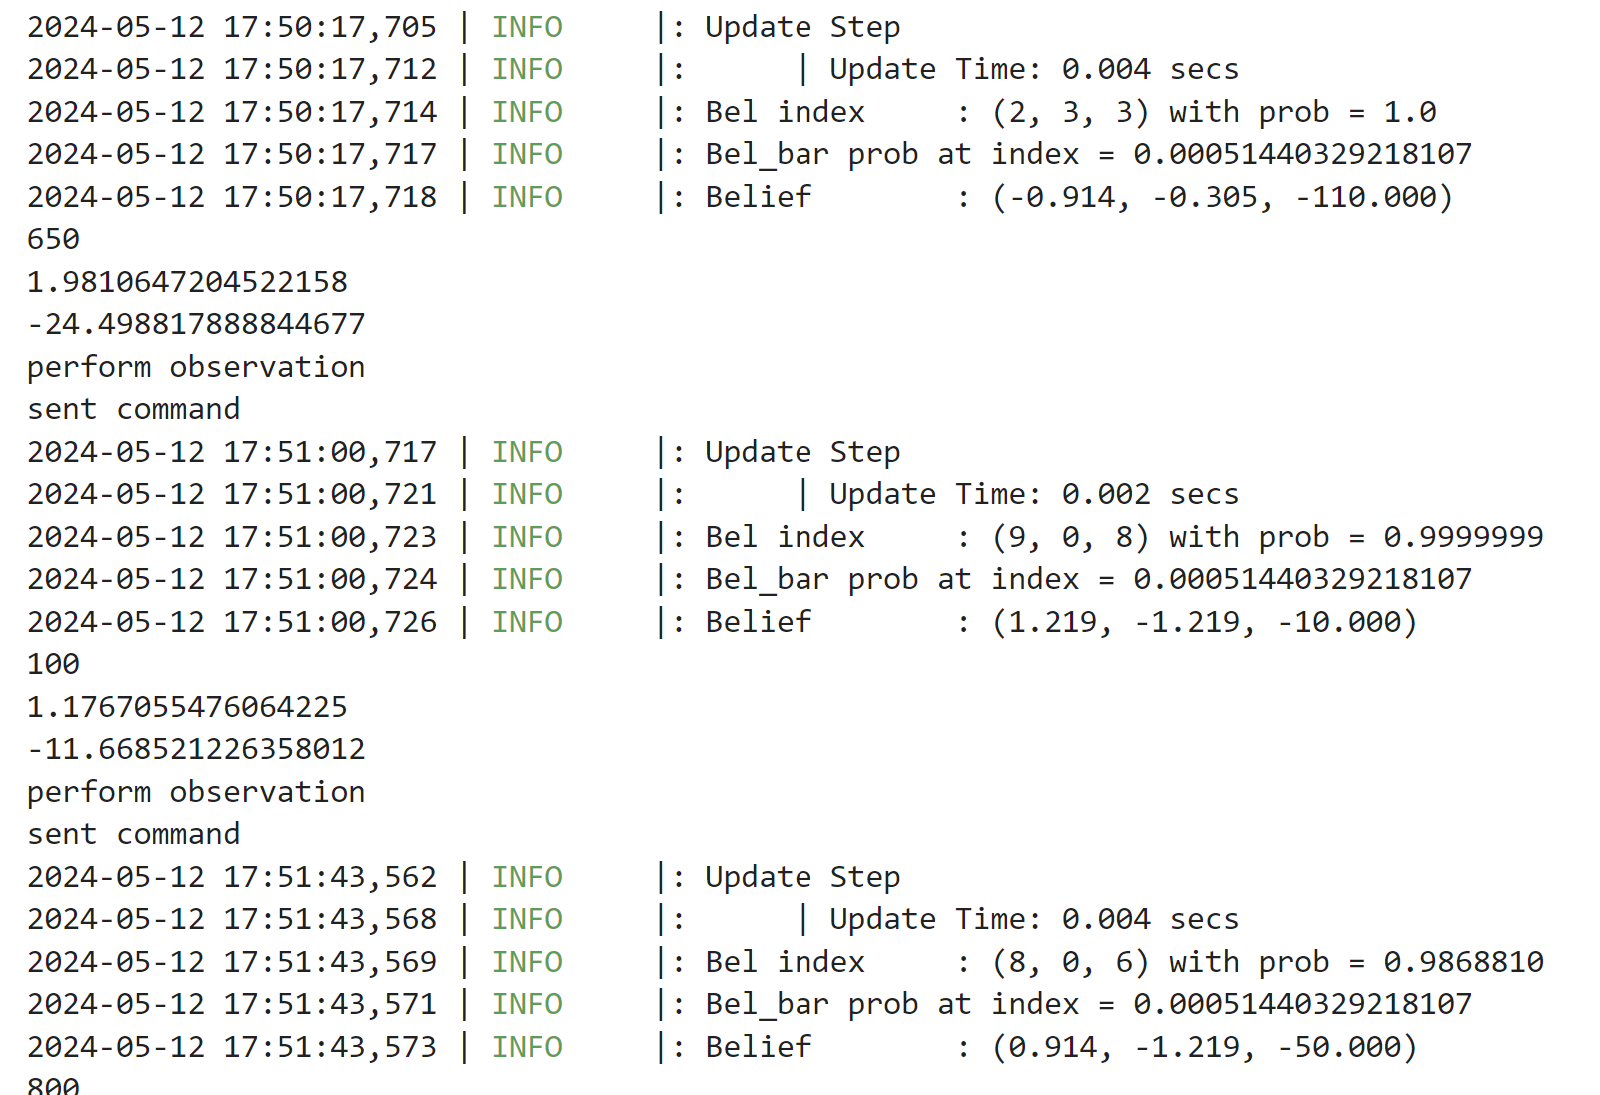 2024-05-12 17:50:17,705 | INFO     |: Update Step
2024-05-12 17:50:17,712 | INFO     |:      | Update Time: 0.004 secs
2024-05-12 17:50:17,714 | INFO     |: Bel index     : (2, 3, 3) with prob = 1.0
2024-05-12 17:50:17,717 | INFO     |: Bel_bar prob at index = 0.00051440329218107
2024-05-12 17:50:17,718 | INFO     |: Belief        : (-0.914, -0.305, -110.000)
650
1.9810647204522158
-24.498817888844677
perform observation
sent command
2024-05-12 17:51:00,717 | INFO     |: Update Step
2024-05-12 17:51:00,721 | INFO     |:      | Update Time: 0.002 secs
2024-05-12 17:51:00,723 | INFO     |: Bel index     : (9, 0, 8) with prob = 0.9999999
2024-05-12 17:51:00,724 | INFO     |: Bel_bar prob at index = 0.00051440329218107
2024-05-12 17:51:00,726 | INFO     |: Belief        : (1.219, -1.219, -10.000)
100
1.1767055476064225
-11.668521226358012
perform observation
sent command
2024-05-12 17:51:43,562 | INFO     |: Update Step
2024-05-12 17:51:43,568 | INFO     |:      | Update Time: 0.004 secs
2024-05-12 17:51:43,569 | INFO     |: Bel index     : (8, 0, 6) with prob = 0.9868810
2024-05-12 17:51:43,571 | INFO     |: Bel_bar prob at index = 0.00051440329218107
2024-05-12 17:51:43,573 | INFO     |: Belief        : (0.914, -1.219, -50.000)
800